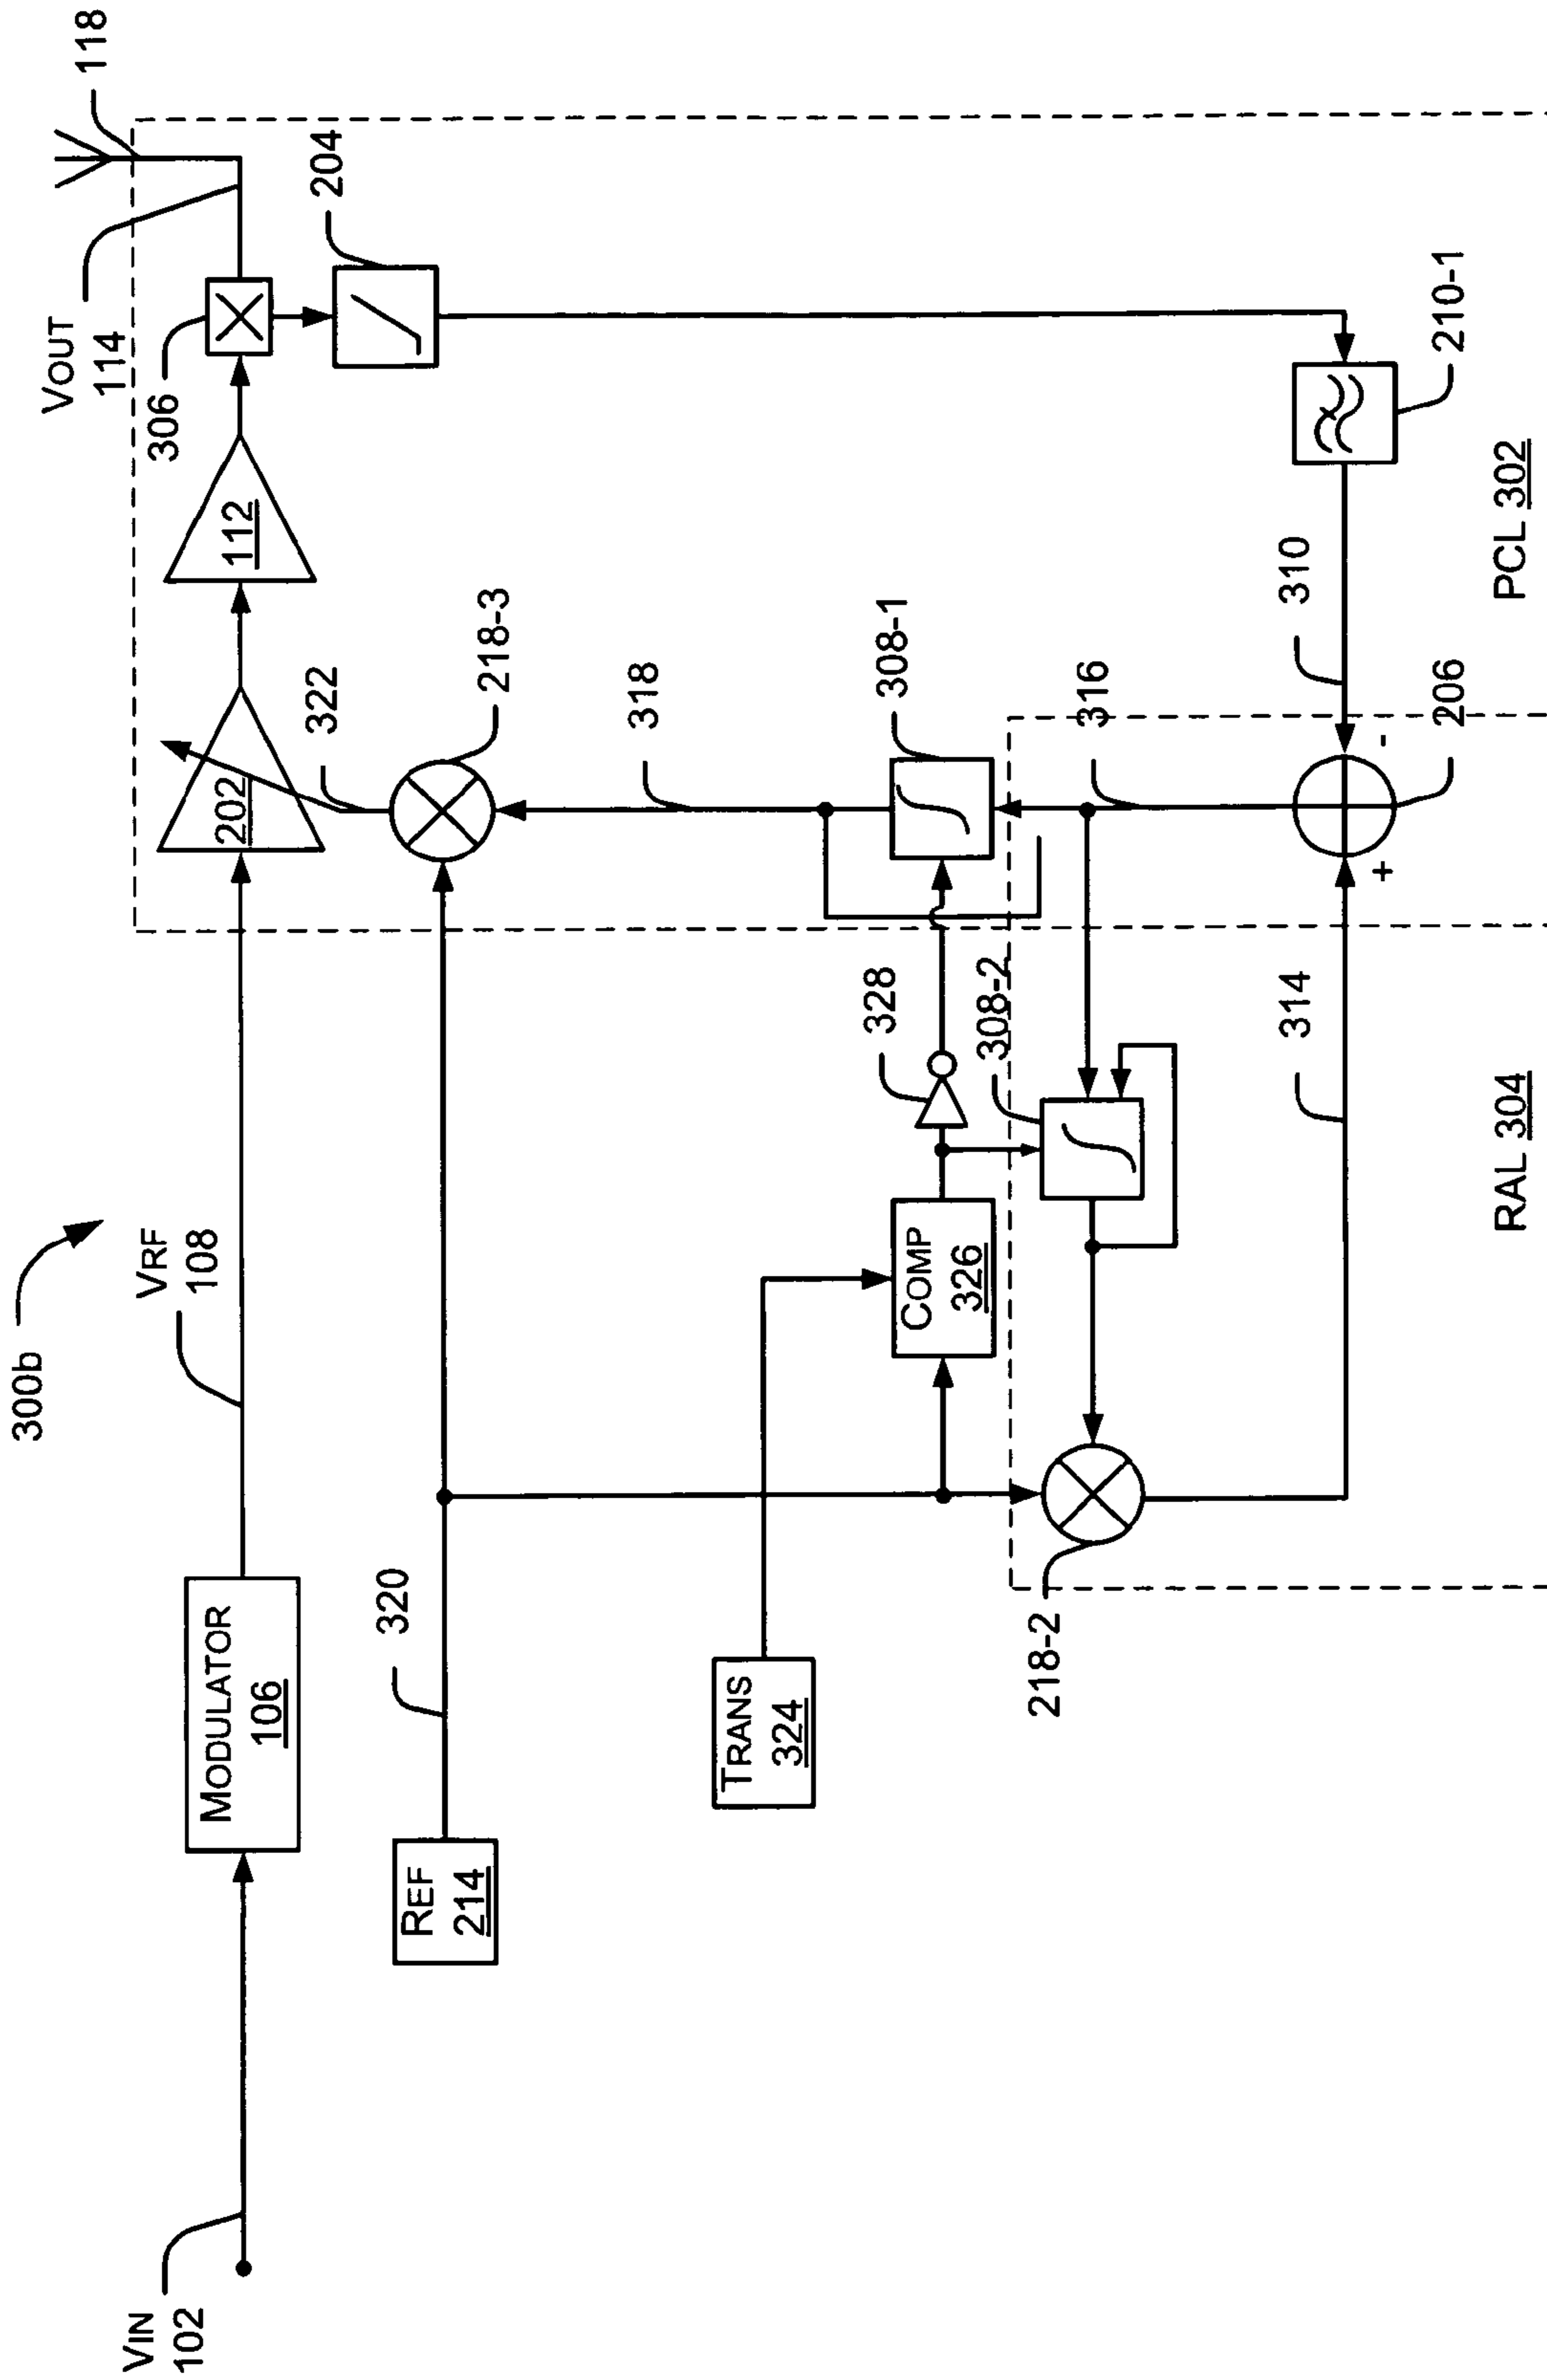 300b
VIN
102
MODULATOR
106
VRF
108
202
112
306
VOUT
114
118
204
REF
214
320
322
218-3
TRANS
324
318
COMP
326
328
308-1
308-2
316
218-2
314
+
-
206
310
210-1
RAL 304
PCL 302